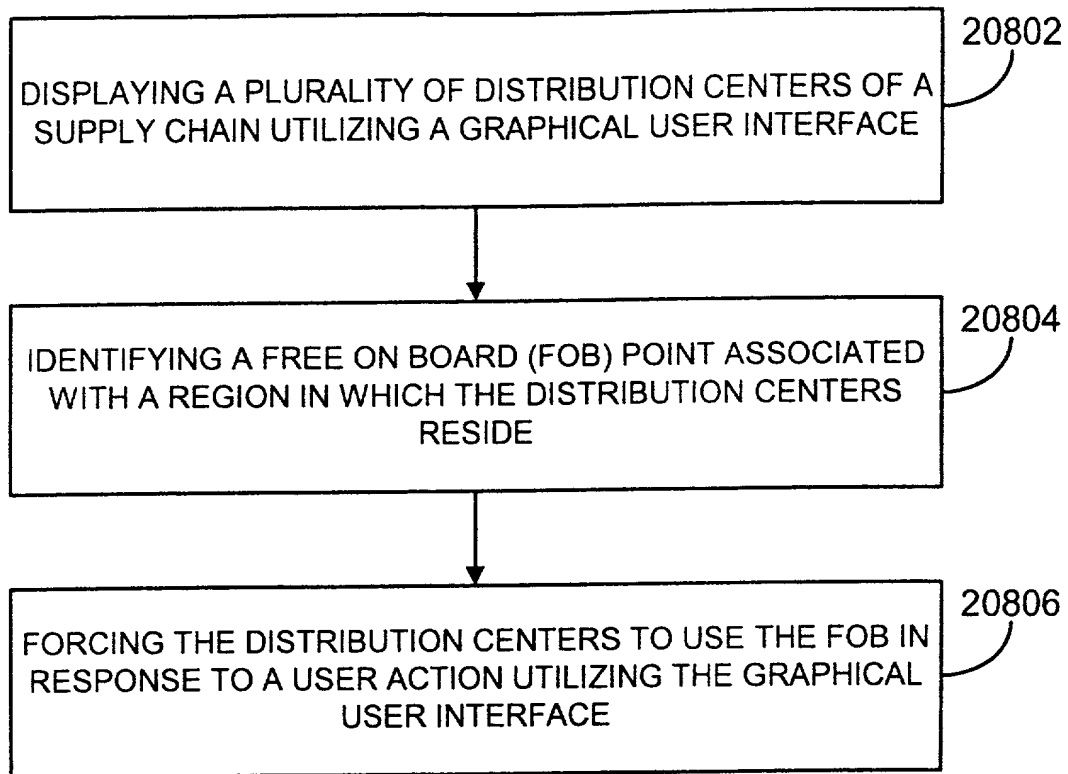 20802
DISPLAYING A PLURALITY OF DISTRIBUTION CENTERS OF A
SUPPLY CHAIN UTILIZING A GRAPHICAL USER INTERFACE
20804
IDENTIFYING A FREE ON BOARD (FOB) POINT ASSOCIATED
WITH A REGION IN WHICH THE DISTRIBUTION CENTERS
RESIDE
20806
FORCING THE DISTRIBUTION CENTERS TO USE THE FOB IN
RESPONSE TO A USER ACTION UTILIZING THE GRAPHICAL
USER INTERFACE